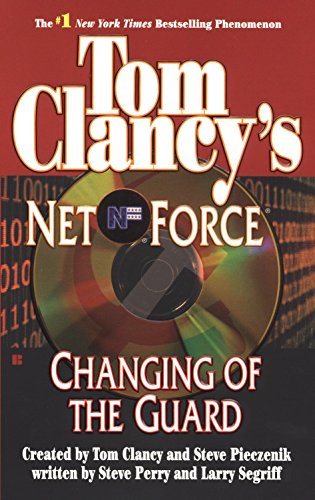 The #1 New York Times Bestselling Phenomenon
Tom
Clancy's
NET FORCE®
CHANGING OF
THE GUARD
Created by Tom Clancy and Steve Pieczenik
written by Steve Perry and Larry Segriff